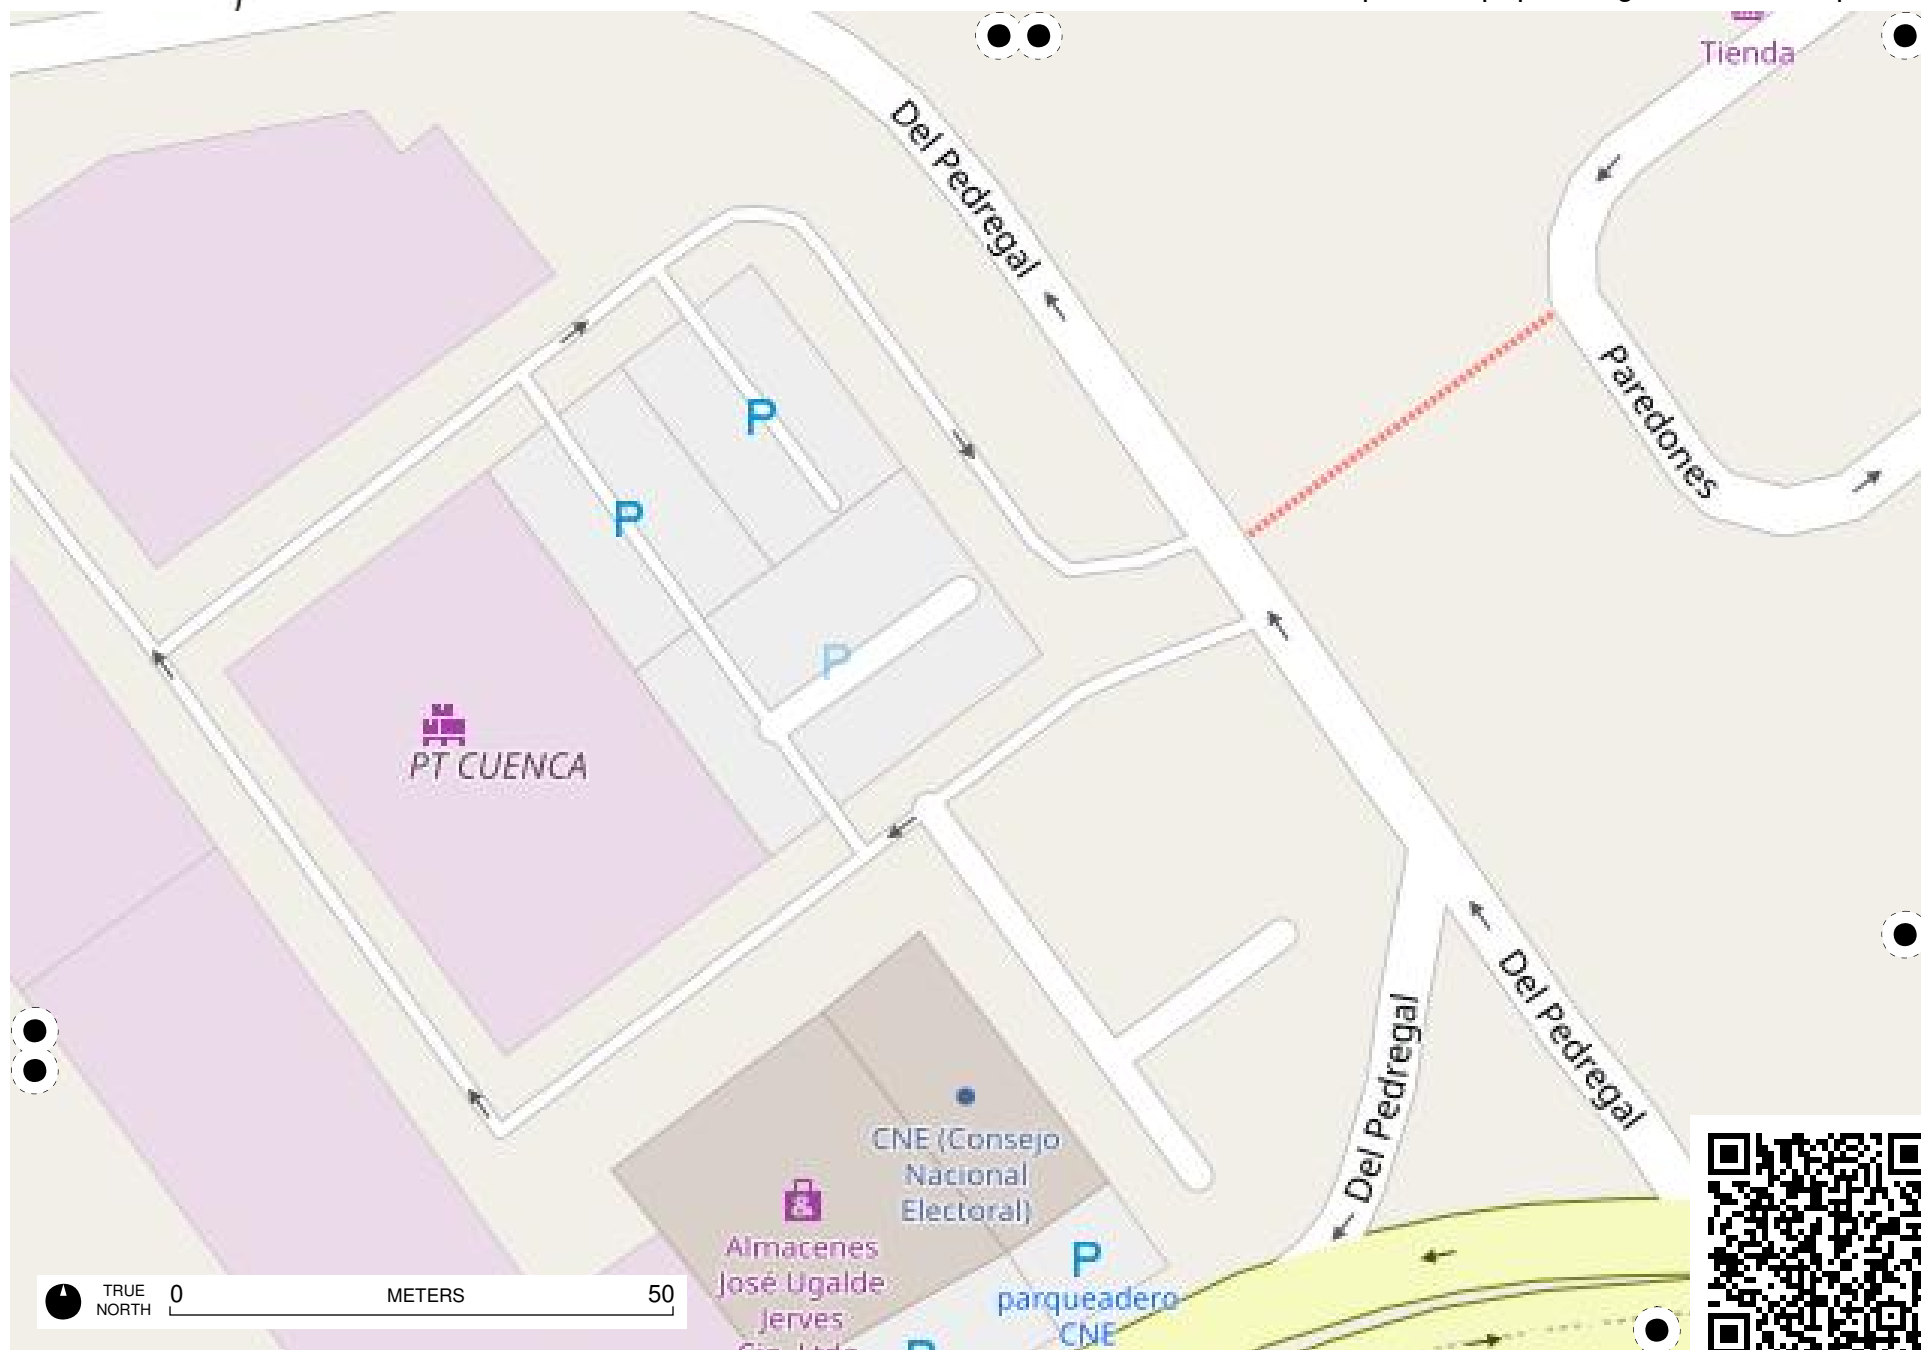 Tienda
Del Pedregal
Paredones
P
P
P
PT CUENCA
Del Pedregal
Del Pedregal
CNE (Consejo
Nacional
Electoral)
Almacenes
José Ugalde
Jerves
P
parqueadero
CNE
TRUE
NORTH
0
METERS
50